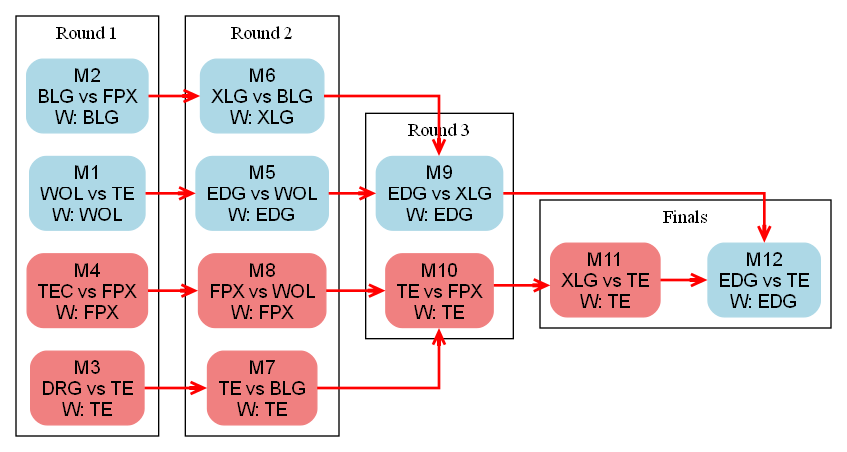 Round 1
M2
BLG vs FPX
W: BLG
M1
WOL vs TE
W: WOL
M4
TEC vs FPX
W: FPX
M3
DRG vs TE
W: TE
Round 2
M6
XLG vs BLG
W: XLG
M5
EDG vs WOL
W: EDG
M8
FPX vs WOL
W: FPX
M7
TE vs BLG
W: TE
Round 3
M9
EDG vs XLG
W: EDG
M10
TE vs FPX
W: TE
Finals
M11
XLG vs TE
W: TE
M12
EDG vs TE
W: EDG